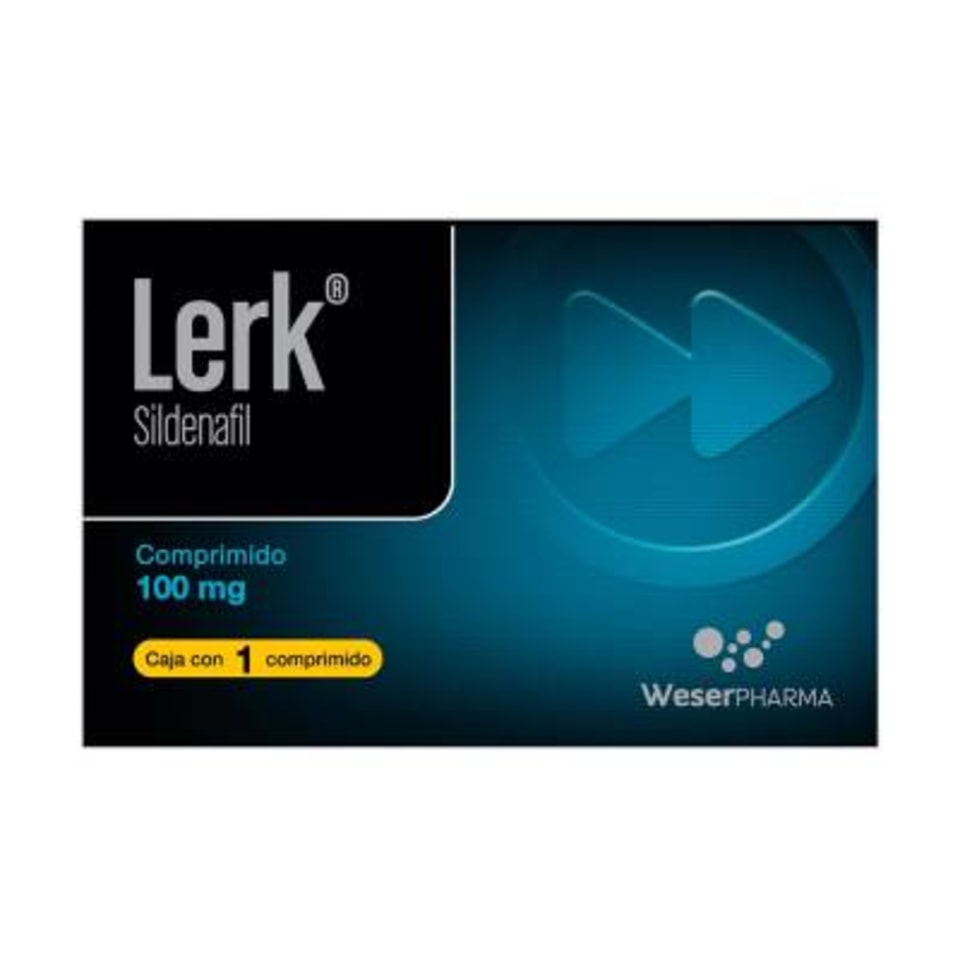 Lerk®
Sildenafil
Comprimido
100 mg
Caja con 1 comprimido
WeserPHARMA